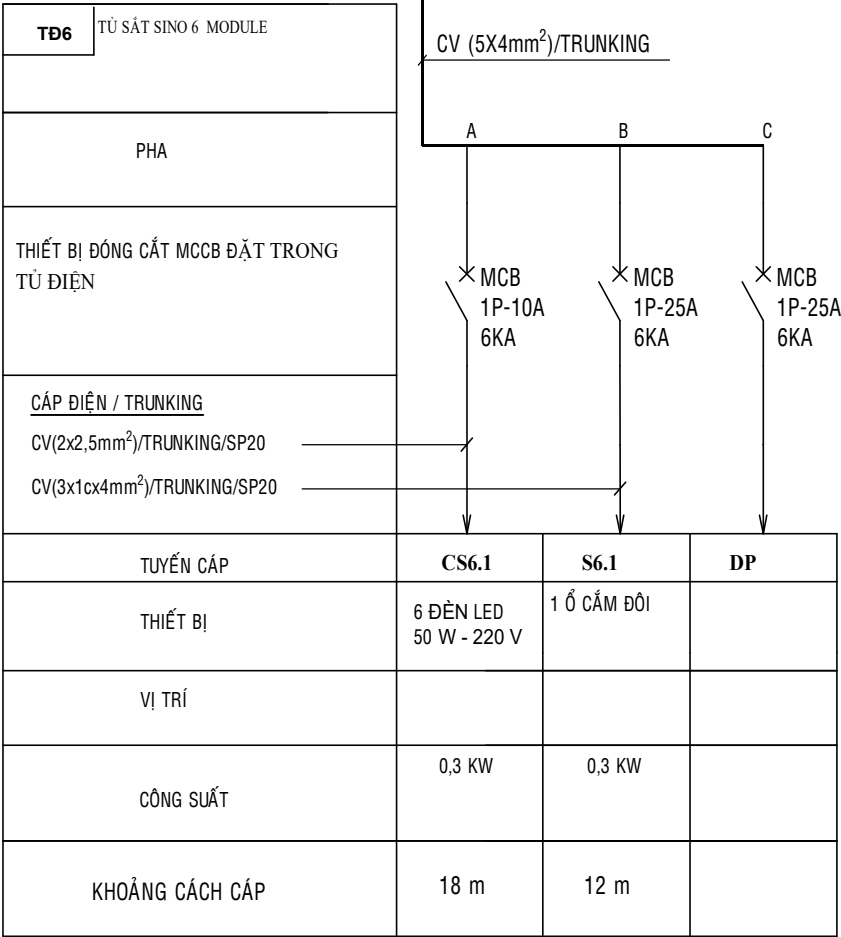 TĐ6
TỦ SẮT SINO 6 MODULE
CV (5X4mm²)/TRUNKING
PHA
A
B
C
THIẾT BỊ ĐÓNG CẮT MCCB ĐẶT TRONG
TỦ ĐIỆN
MCB
1P-10A
6KA
MCB
1P-25A
6KA
MCB
1P-25A
6KA
CÁP ĐIỆN / TRUNKING
CV(2x2,5mm²)/TRUNKING/SP20
CV(3x1cx4mm²)/TRUNKING/SP20
TUYẾN CÁP
CS6.1
S6.1
DP
THIẾT BỊ
6 ĐÈN LED
50 W - 220 V
1 Ổ CẮM ĐÔI
VỊ TRÍ
CÔNG SUẤT
0,3 KW
0,3 KW
KHOẢNG CÁCH CÁP
18 m
12 m